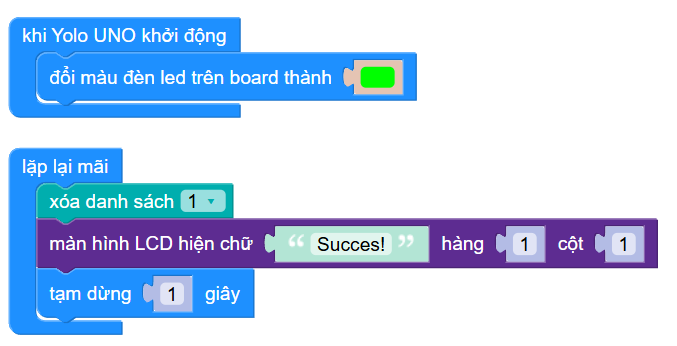 khi Yolo UNO khởi động
đổi màu đèn led trên board thành
lặp lại mãi
xóa danh sách 1
màn hình LCD hiện chữ “ Succes! ” hàng 1 cột 1
tạm dừng 1 giây